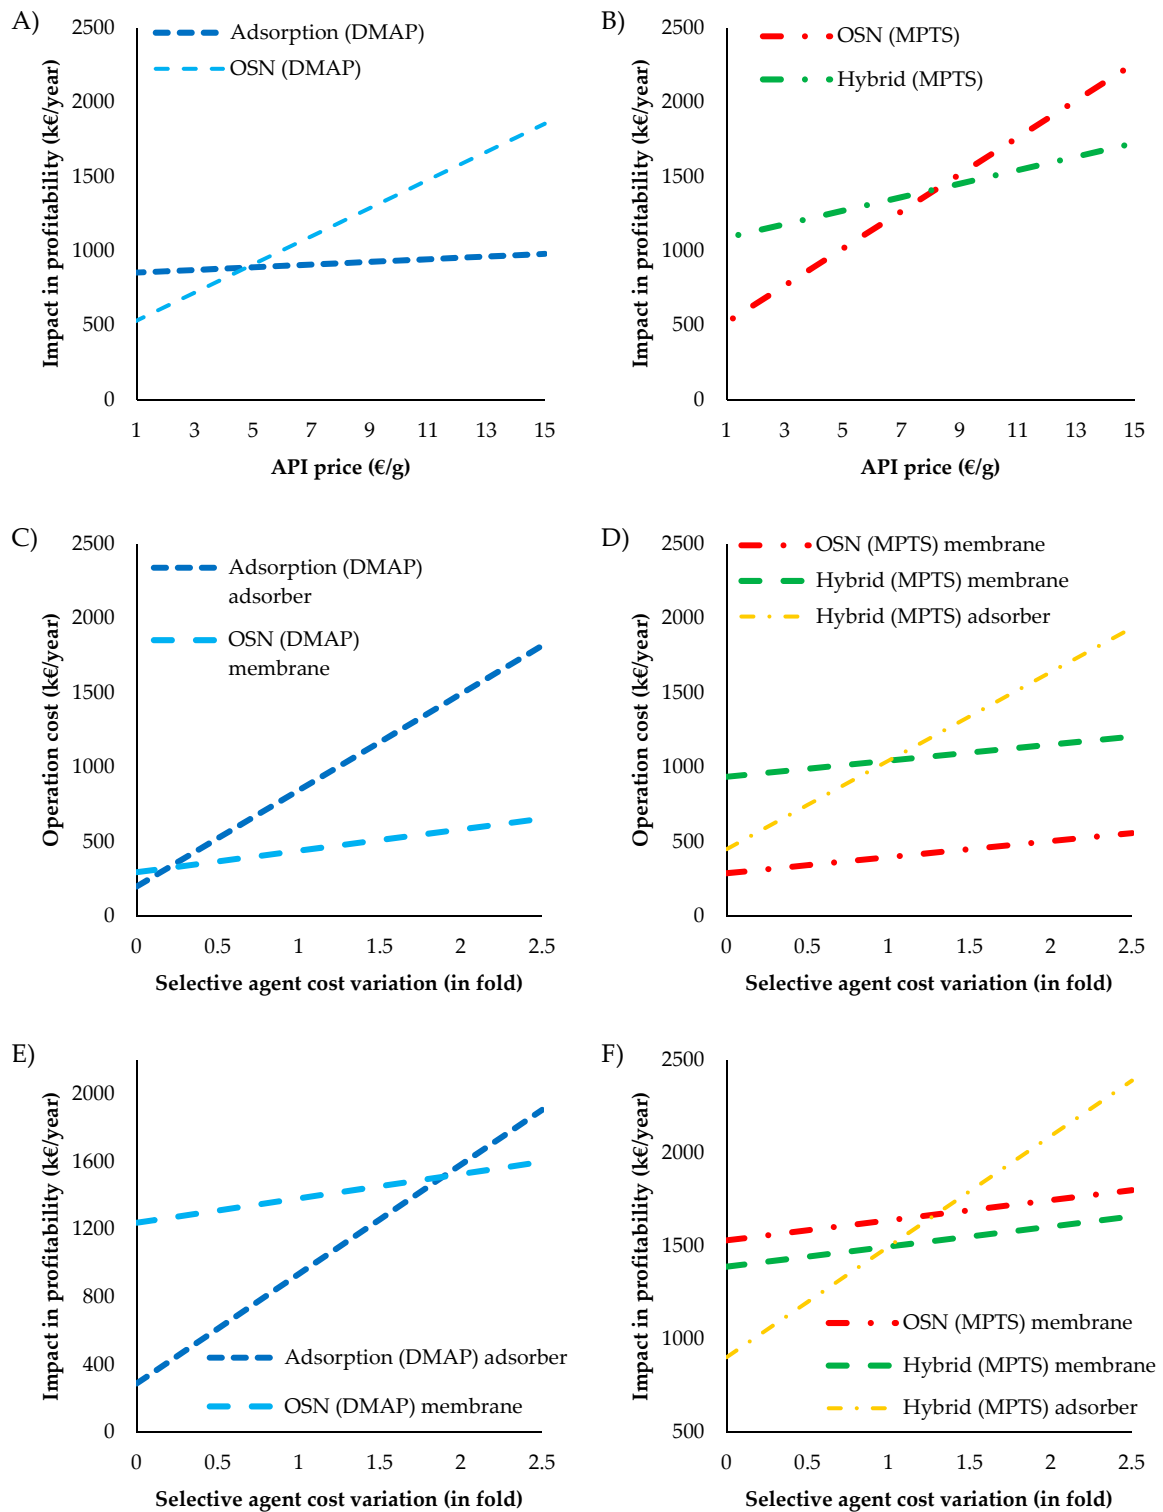 A)
Impact in profitability (k€/year)
2500
2000
1500
1000
500
0
Adsorption (DMAP)
OSN (DMAP)
1 3 5 7 9 11 13 15
API price (€/g)
B)
Impact in profitability (k€/year)
2500
2000
1500
1000
500
0
OSN (MPTS)
Hybrid (MPTS)
1 3 5 7 9 11 13 15
API price (€/g)
C)
Operation cost (k€/year)
2500
2000
1500
1000
500
0
Adsorption (DMAP)
adsorber
OSN (DMAP)
membrane
0 0.5 1 1.5 2 2.5
Selective agent cost variation (in fold)
D)
Operation cost (k€/year)
2500
2000
1500
1000
500
0
OSN (MPTS) membrane
Hybrid (MPTS) membrane
Hybrid (MPTS) adsorber
0 0.5 1 1.5 2 2.5
Selective agent cost variation (in fold)
E)
Impact in profitability (k€/year)
2000
1600
1200
800
400
0
Adsorption (DMAP) adsorber
OSN (DMAP) membrane
0 0.5 1 1.5 2 2.5
Selective agent cost variation (in fold)
F)
Impact in profitability (k€/year)
2500
2000
1500
1000
500
OSN (MPTS) membrane
Hybrid (MPTS) membrane
Hybrid (MPTS) adsorber
0 0.5 1 1.5 2 2.5
Selective agent cost variation (in fold)